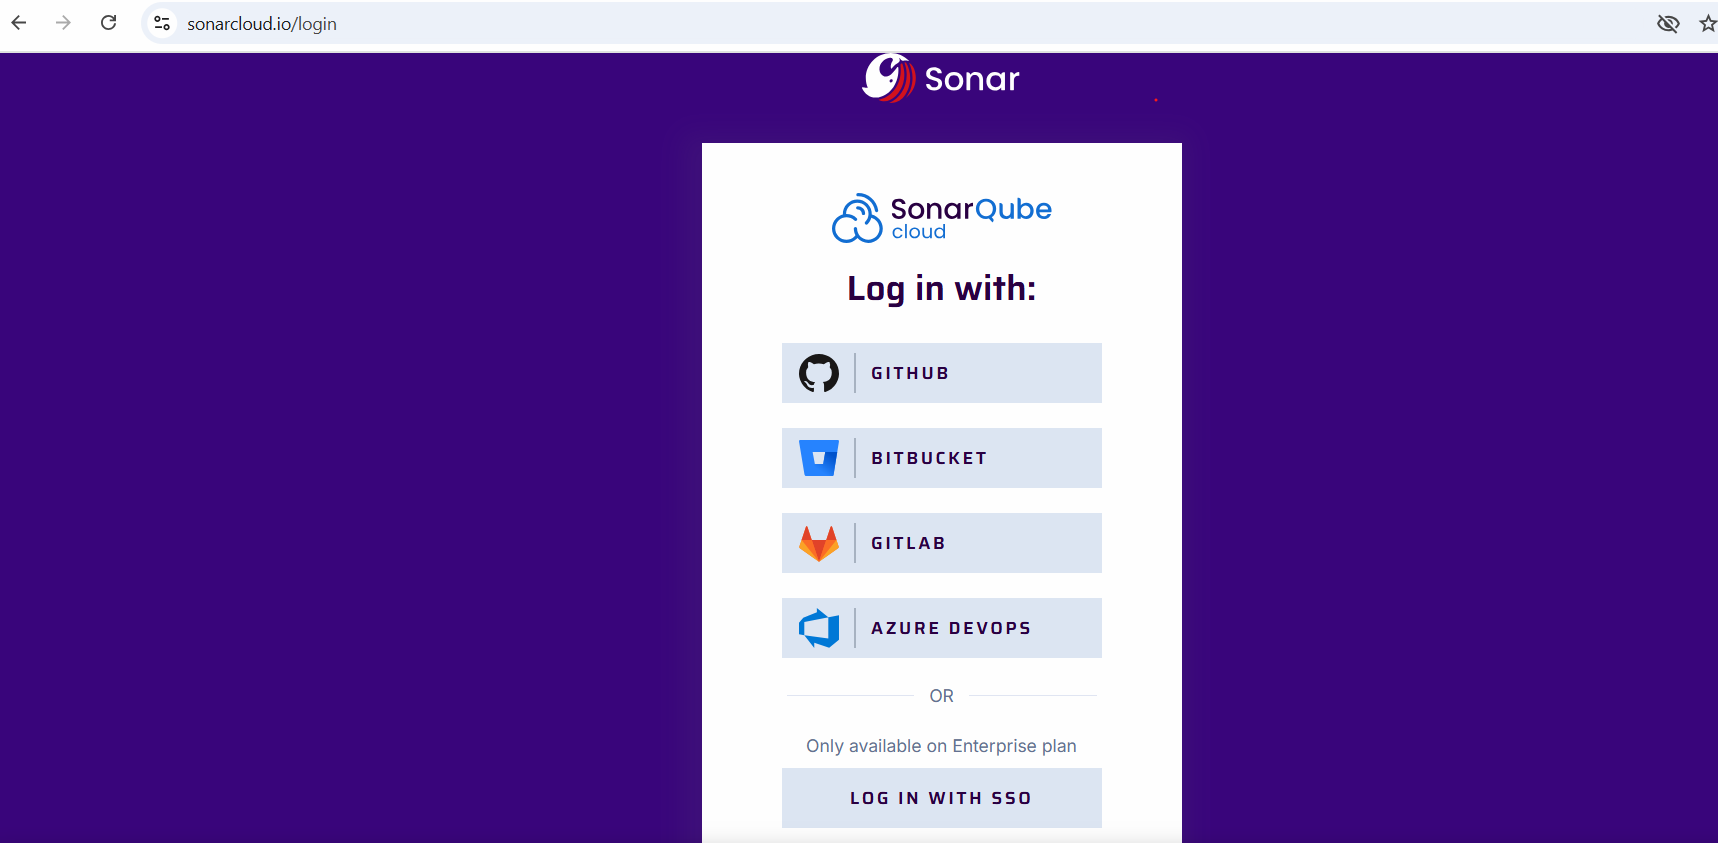 sonarcloud.io/login
Sonar
SonarQube
cloud
Log in with:
GITHUB
BITBUCKET
GITLAB
AZURE DEVOPS
OR
Only available on Enterprise plan
LOG IN WITH SSO